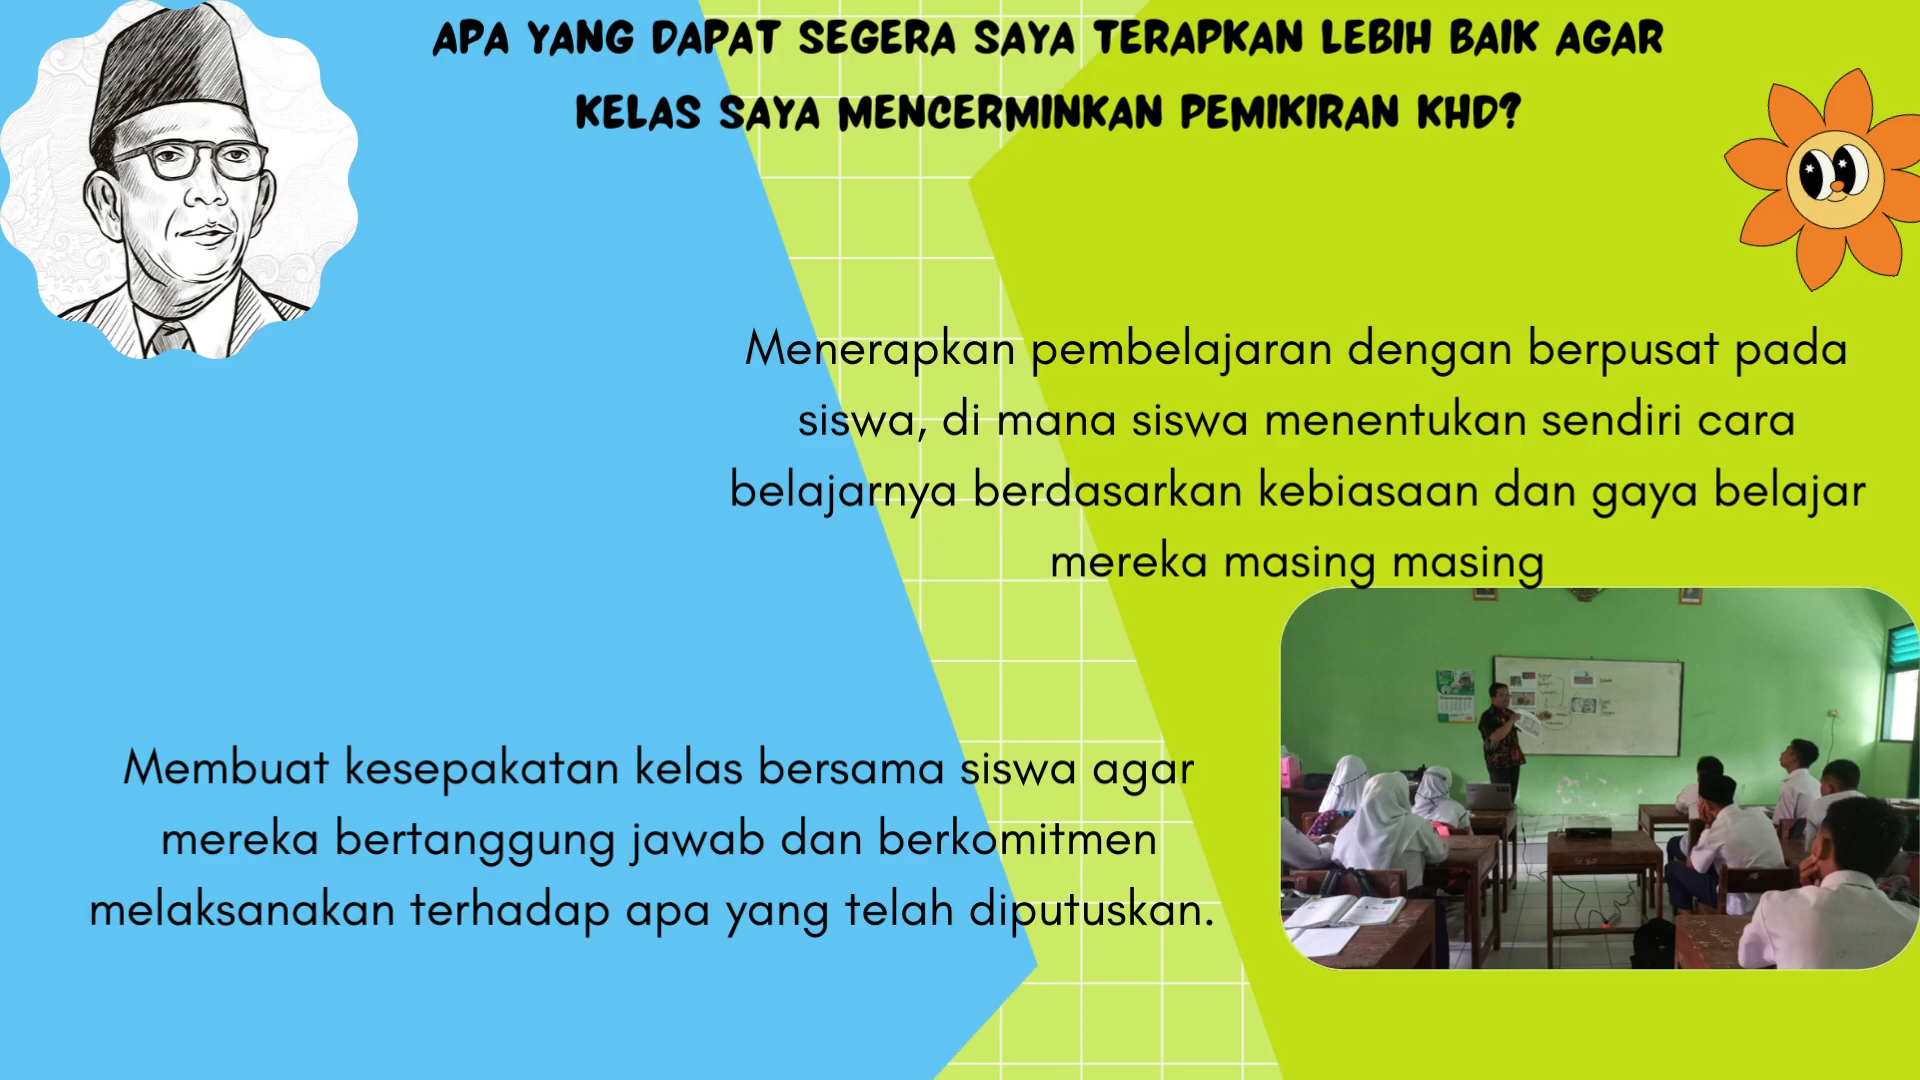 APA YANG DAPAT SEGERA SAYA TERAPKAN LEBIH BAIK AGAR
KELAS SAYA MENCERMINKAN PEMIKIRAN KHD?
Menerapkan pembelajaran dengan berpusat pada
siswa, di mana siswa menentukan sendiri cara
belajarnya berdasarkan kebiasaan dan gaya belajar
mereka masing masing
Membuat kesepakatan kelas bersama siswa agar
mereka bertanggung jawab dan berkomitmen
melaksanakan terhadap apa yang telah diputuskan.